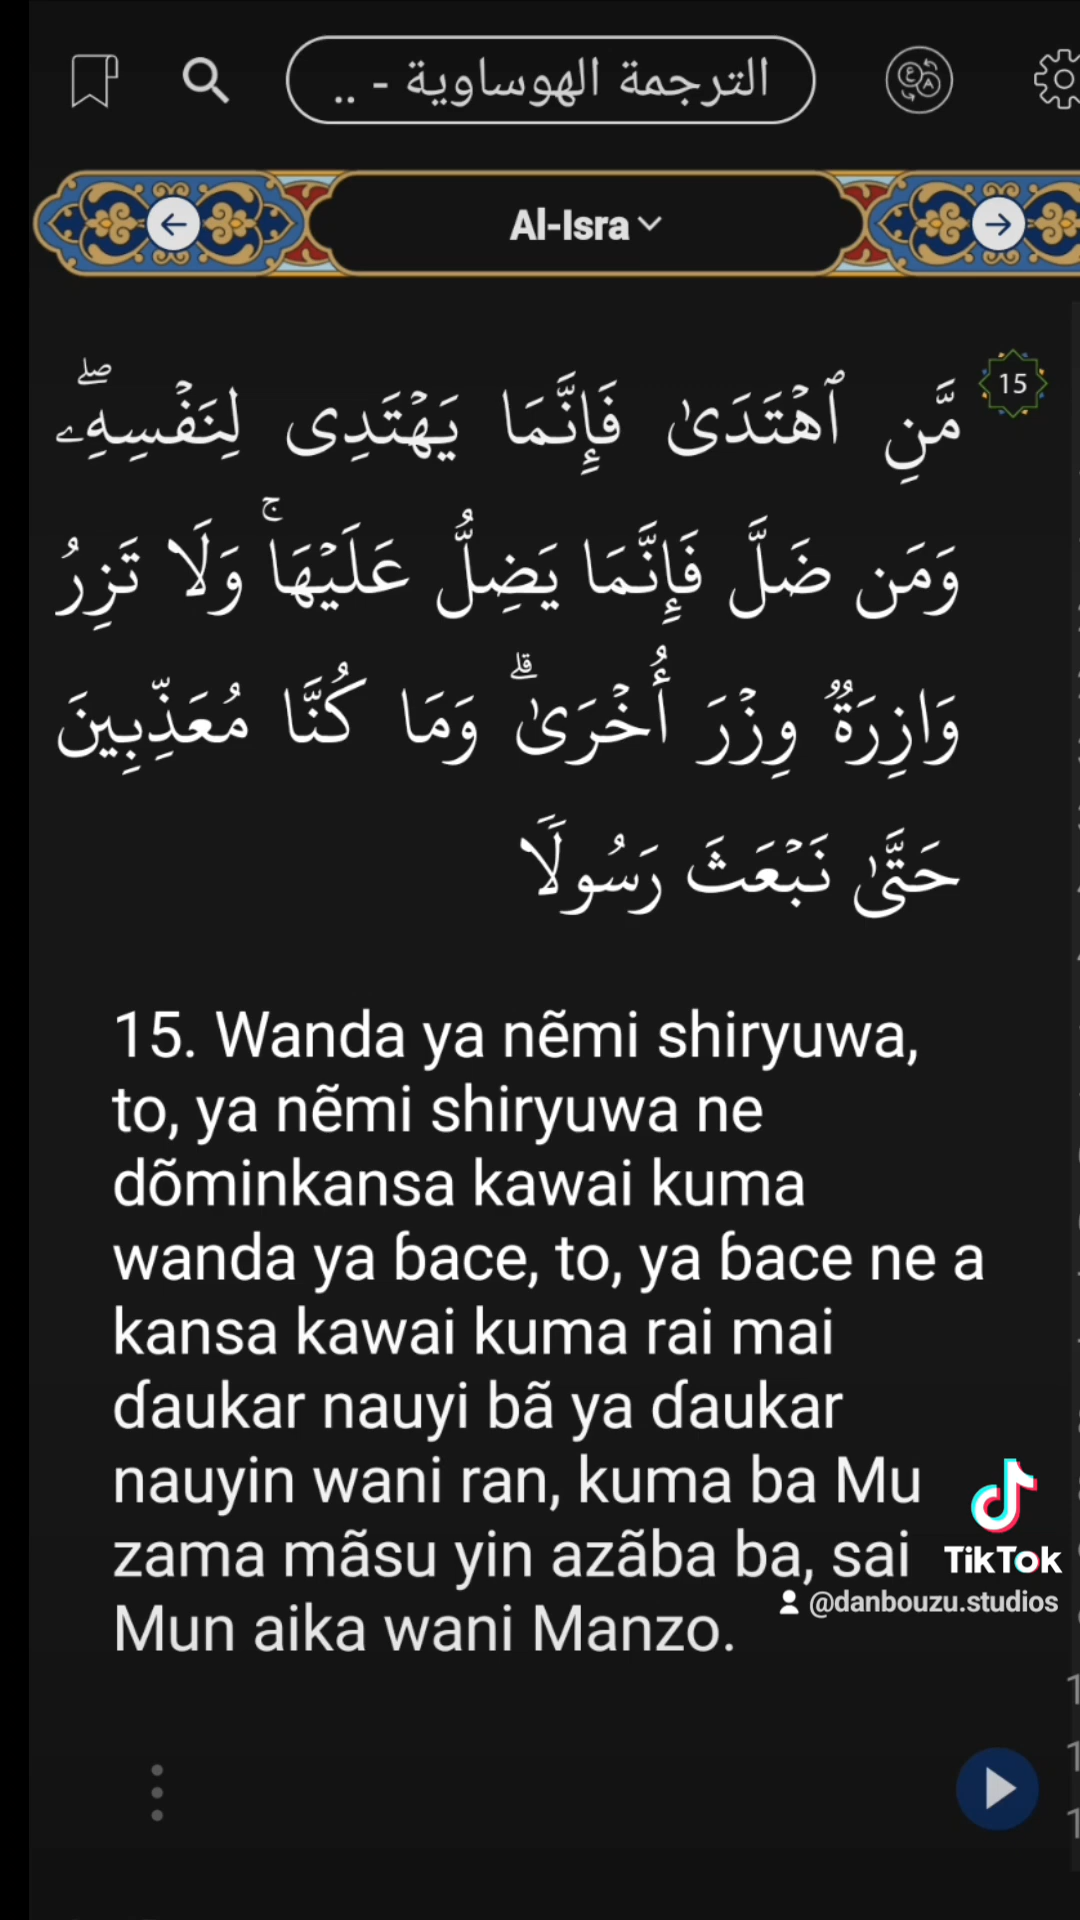 الترجمة الهوساوية - ..
Al-Isra
15
مَّنِ ٱهۡتَدَىٰ فَإِنَّمَا يَهۡتَدِي لِنَفۡسِهِۦۖ
وَمَن ضَلَّ فَإِنَّمَا يَضِلُّ عَلَيۡهَاۚ وَلَا تَزِرُ
وَازِرَةٞ وِزۡرَ أُخۡرَىٰۗ وَمَا كُنَّا مُعَذِّبِينَ
حَتَّىٰ نَبۡعَثَ رَسُولٗا
15. Wanda ya nẽmi shiryuwa,
to, ya nẽmi shiryuwa ne
dõminkansa kawai kuma
wanda ya ɓace, to, ya ɓace ne a
kansa kawai kuma rai mai
ɗaukar nauyi bã ya ɗaukar
nauyin wani ran, kuma ba Mu
zama mãsu yin azãba ba, sai
Mun aika wani Manzo.
TikTok
@danbouzu.studios